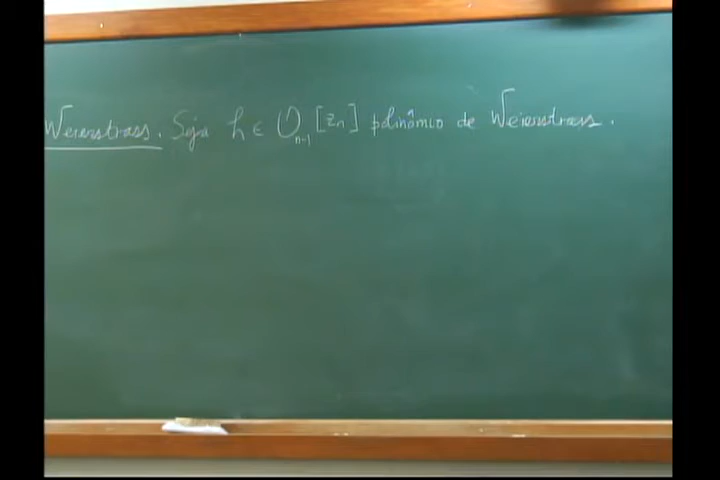 Weierstrass. Seja h ∈ O_{n-1} [z_n] polinômio de Weierstrass.